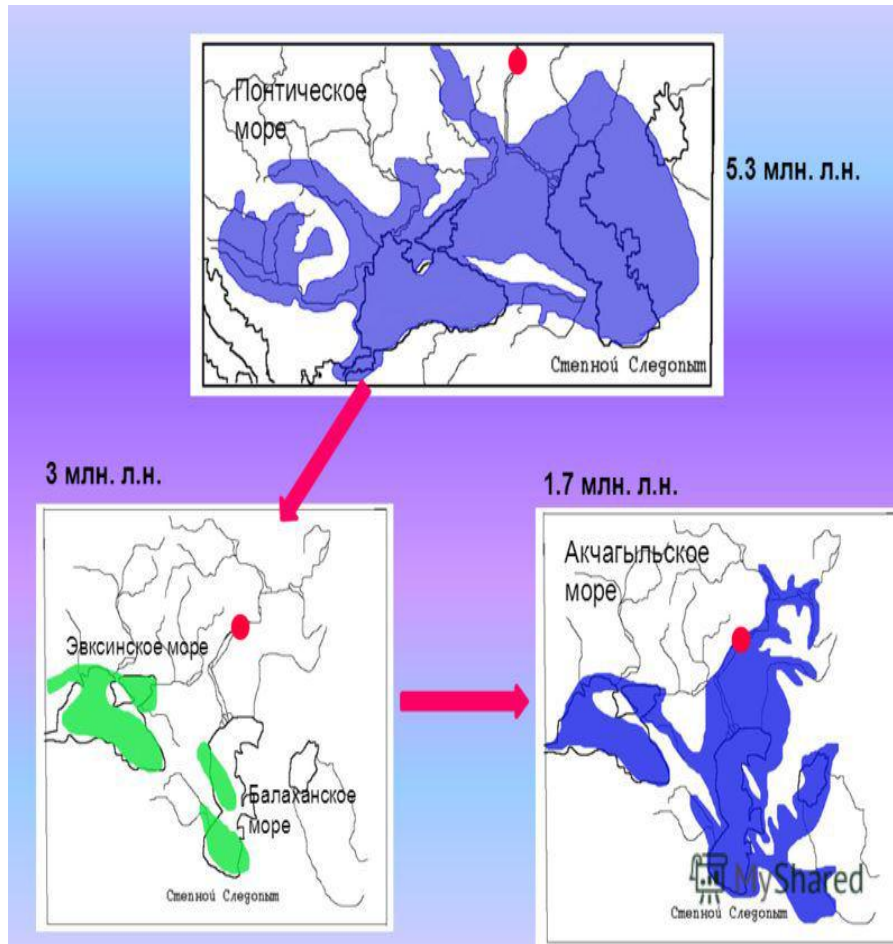 Понтическое
море
5.3 млн. л.н.
Степной Следопыт
3 млн. л.н.
Эвксинское море
Балаханское
море
Степной Следопыт
1.7 млн. л.н.
Акчагыльское
море
MyShared
Степной Следопыт